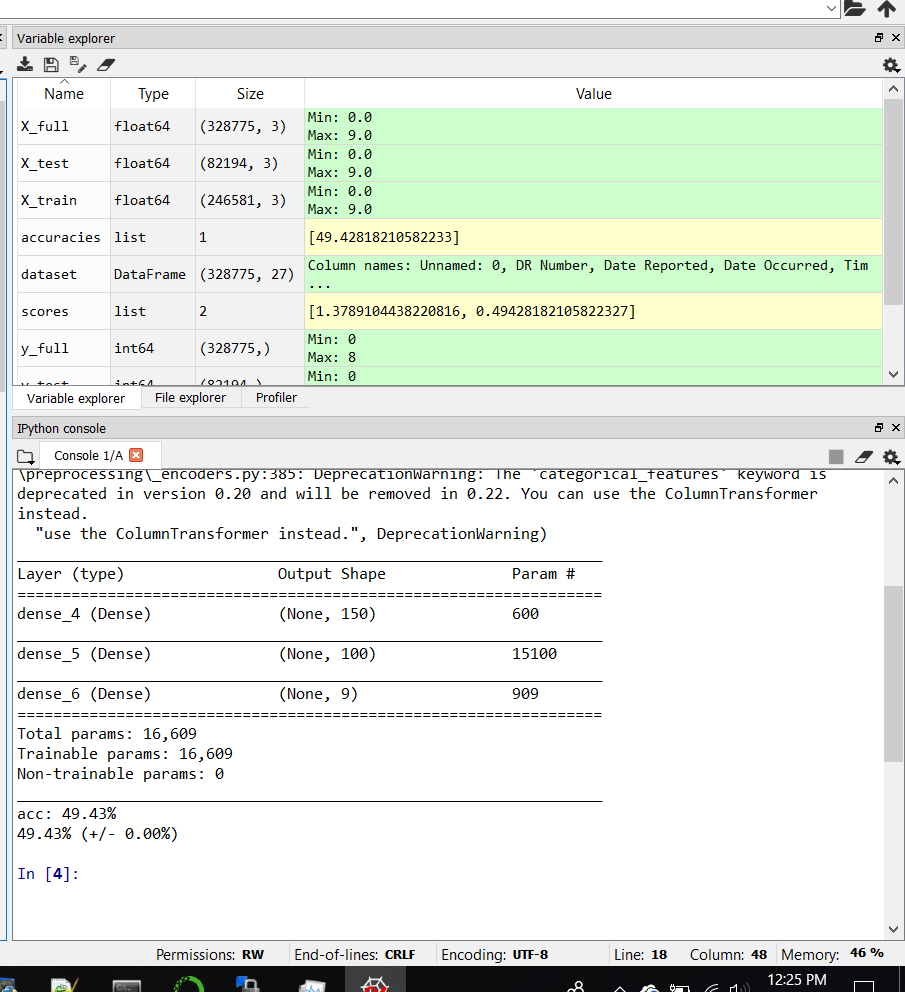 Variable explorer
Name Type Size Value
X_full float64 (328775, 3) Min: 0.0
Max: 9.0
X_test float64 (82194, 3) Min: 0.0
Max: 9.0
X_train float64 (246581, 3) Min: 0.0
Max: 9.0
accuracies list 1 [49.42818210582233]
dataset DataFrame (328775, 27) Column names: Unnamed: 0, DR Number, Date Reported, Date Occurred, Tim
...
scores list 2 [1.3789104438220816, 0.49428182105822327]
y_full int64 (328775,) Min: 0
Max: 8
y_test int64 (82194,) Min: 0
Variable explorer File explorer Profiler
IPython console
Console 1/A
\preprocessing\_encoders.py:385: DeprecationWarning: The 'categorical_features' keyword is
deprecated in version 0.20 and will be removed in 0.22. You can use the ColumnTransformer
instead.
"use the ColumnTransformer instead.", DeprecationWarning)
Layer (type) Output Shape Param #
=================================================================
dense_4 (Dense) (None, 150) 600
dense_5 (Dense) (None, 100) 15100
dense_6 (Dense) (None, 9) 909
=================================================================
Total params: 16,609
Trainable params: 16,609
Non-trainable params: 0
acc: 49.43%
49.43% (+/- 0.00%)
In [4]:
Permissions: RW End-of-lines: CRLF Encoding: UTF-8 Line: 18 Column: 48 Memory: 46 %
12:25 PM